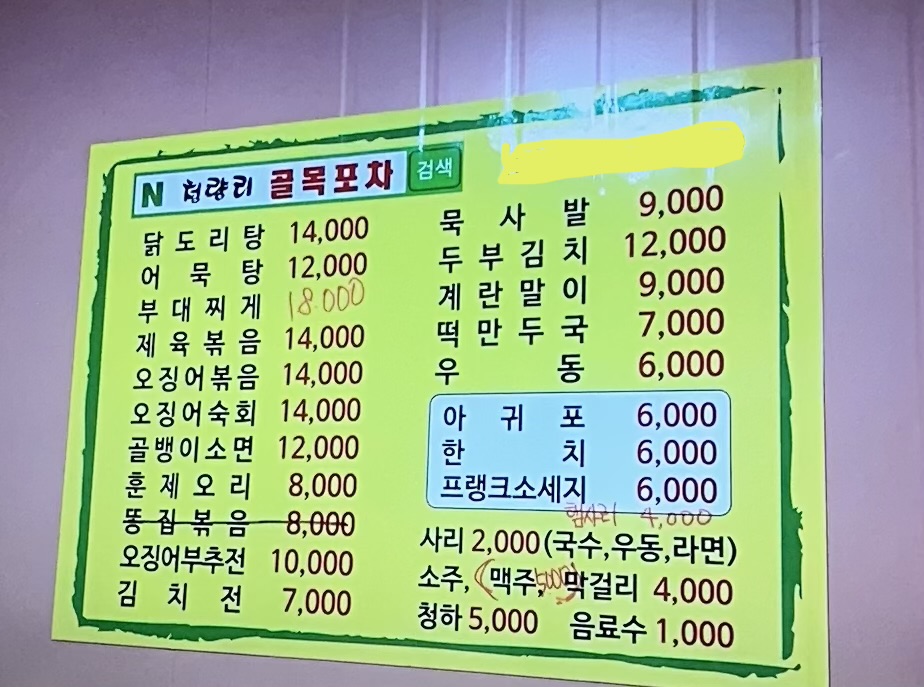 N 청량리 골목포차 검색
닭도리탕 14,000
어묵탕 12,000
부대찌게 18.000
제육볶음 14,000
오징어볶음 14,000
오징어숙회 14,000
골뱅이소면 12,000
훈제오리 8,000
똥집볶음 8,000
오징어부추전 10,000
김치전 7,000
묵사발 9,000
두부김치 12,000
계란말이 9,000
떡만두국 7,000
우동 6,000
아귀포 6,000
한치 6,000
프랭크소세지 6,000
햄사리 4,000
사리 2,000 (국수,우동,라면)
소주, (맥주, 5000) 막걸리 4,000
청하 5,000 음료수 1,000